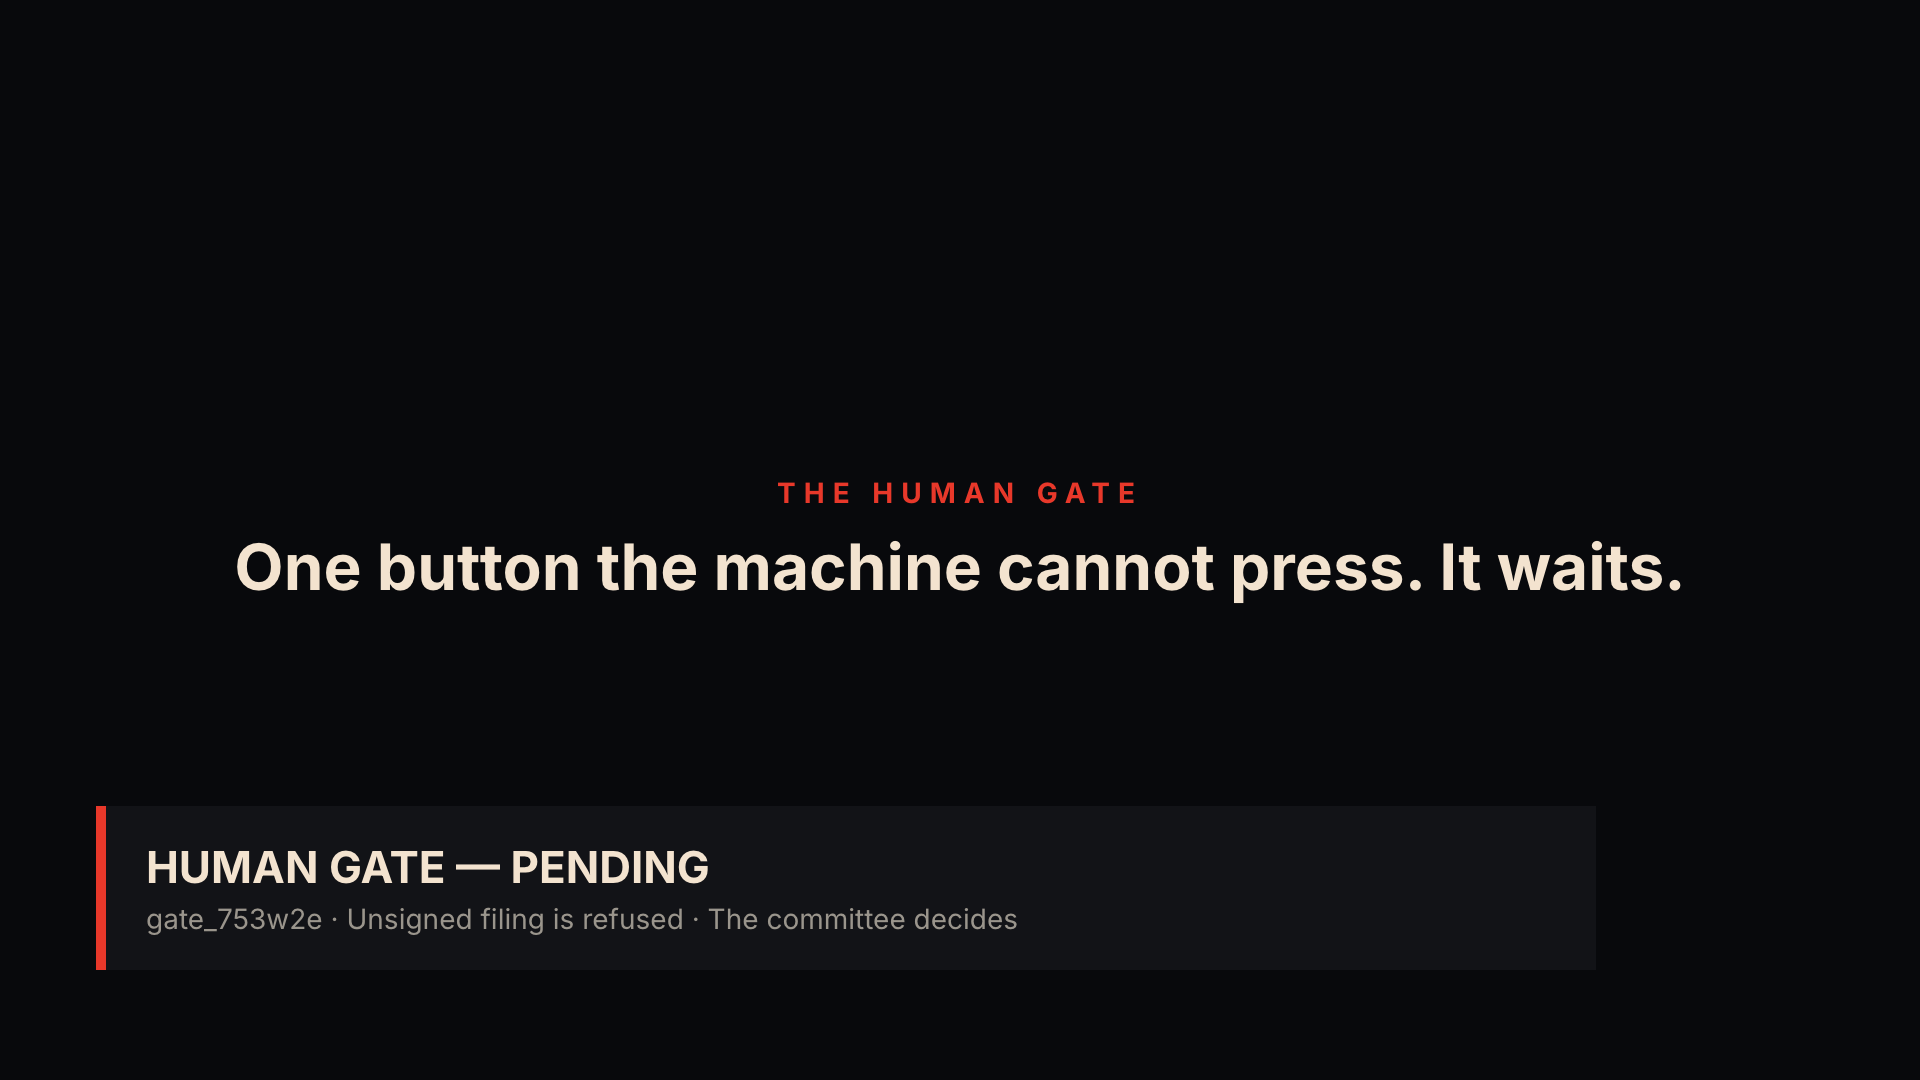 THE HUMAN GATE
One button the machine cannot press. It waits.
HUMAN GATE — PENDING
gate_753w2e · Unsigned filing is refused · The committee decides